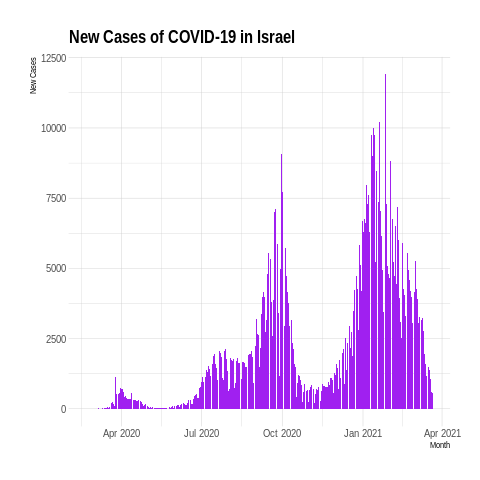 New Cases of COVID-19 in Israel
New Cases
12500
10000
7500
5000
2500
0
Apr 2020 Jul 2020 Oct 2020 Jan 2021 Apr 2021
Month